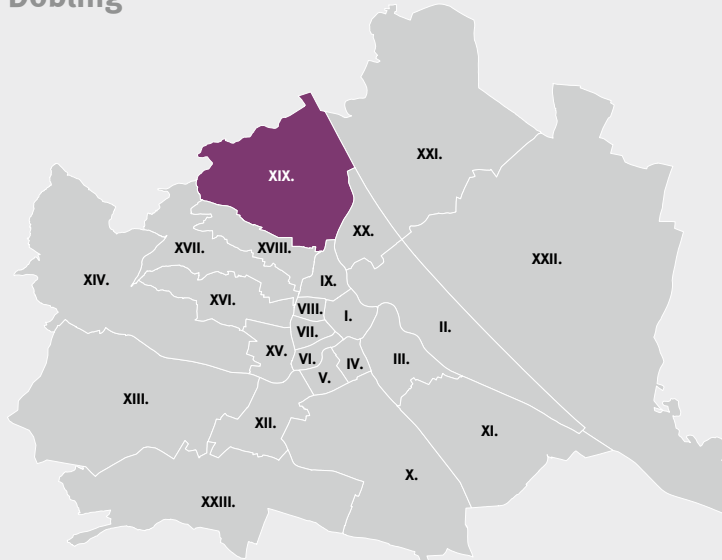 Döbling
XXI.
XIX.
XX.
XVII.
XVIII.
XXII.
XIV.
IX.
XVI.
VIII.
I.
II.
VII.
XV.
VI.
IV.
III.
V.
XIII.
XII.
XI.
X.
XXIII.